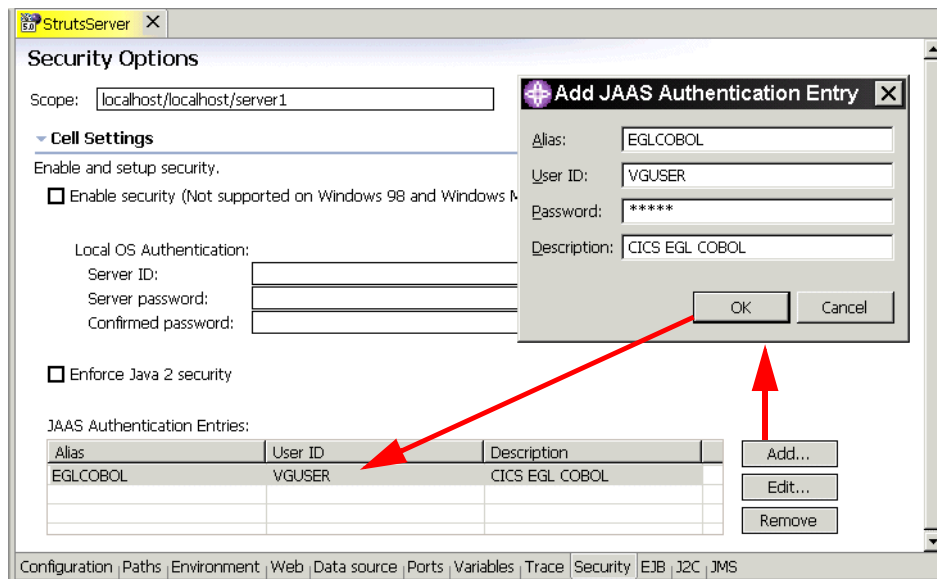 StrutsServer
Security Options
Scope: localhost/localhost/server1
Cell Settings
Enable and setup security.
Enable security (Not supported on Windows 98 and Windows M
Local OS Authentication:
Server ID:
Server password:
Confirmed password:
Enforce Java 2 security
Add JAAS Authentication Entry
Alias: EGLCOBOL
User ID: VGUSER
Password: *****
Description: CICS EGL COBOL
OK Cancel
JAAS Authentication Entries:
Alias User ID Description
EGLCOBOL VGUSER CICS EGL COBOL
Add...
Edit...
Remove
Configuration Paths Environment Web Data source Ports Variables Trace Security EJB J2C JMS